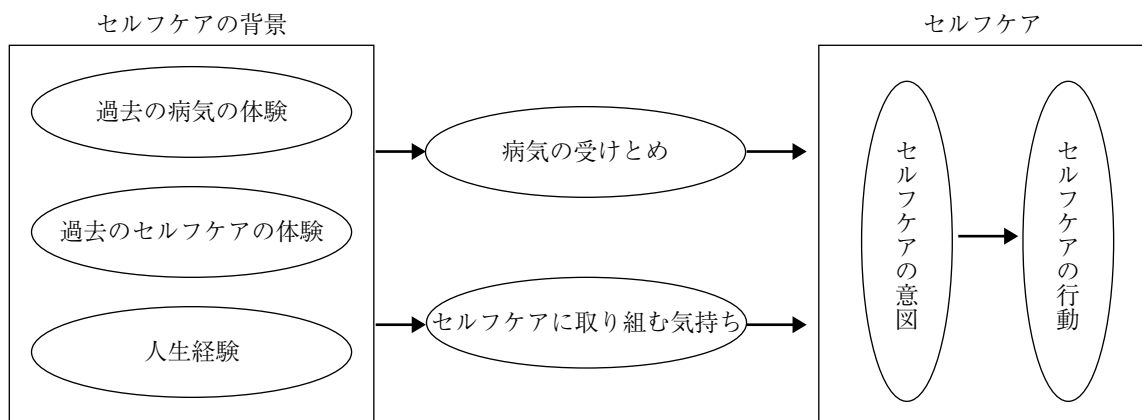 セルフケアの背景
過去の病気の体験
過去のセルフケアの体験
人生経験
病気の受けとめ
セルフケアに取り組む気持ち
セルフケア
セルフケアの意図
セルフケアの行動